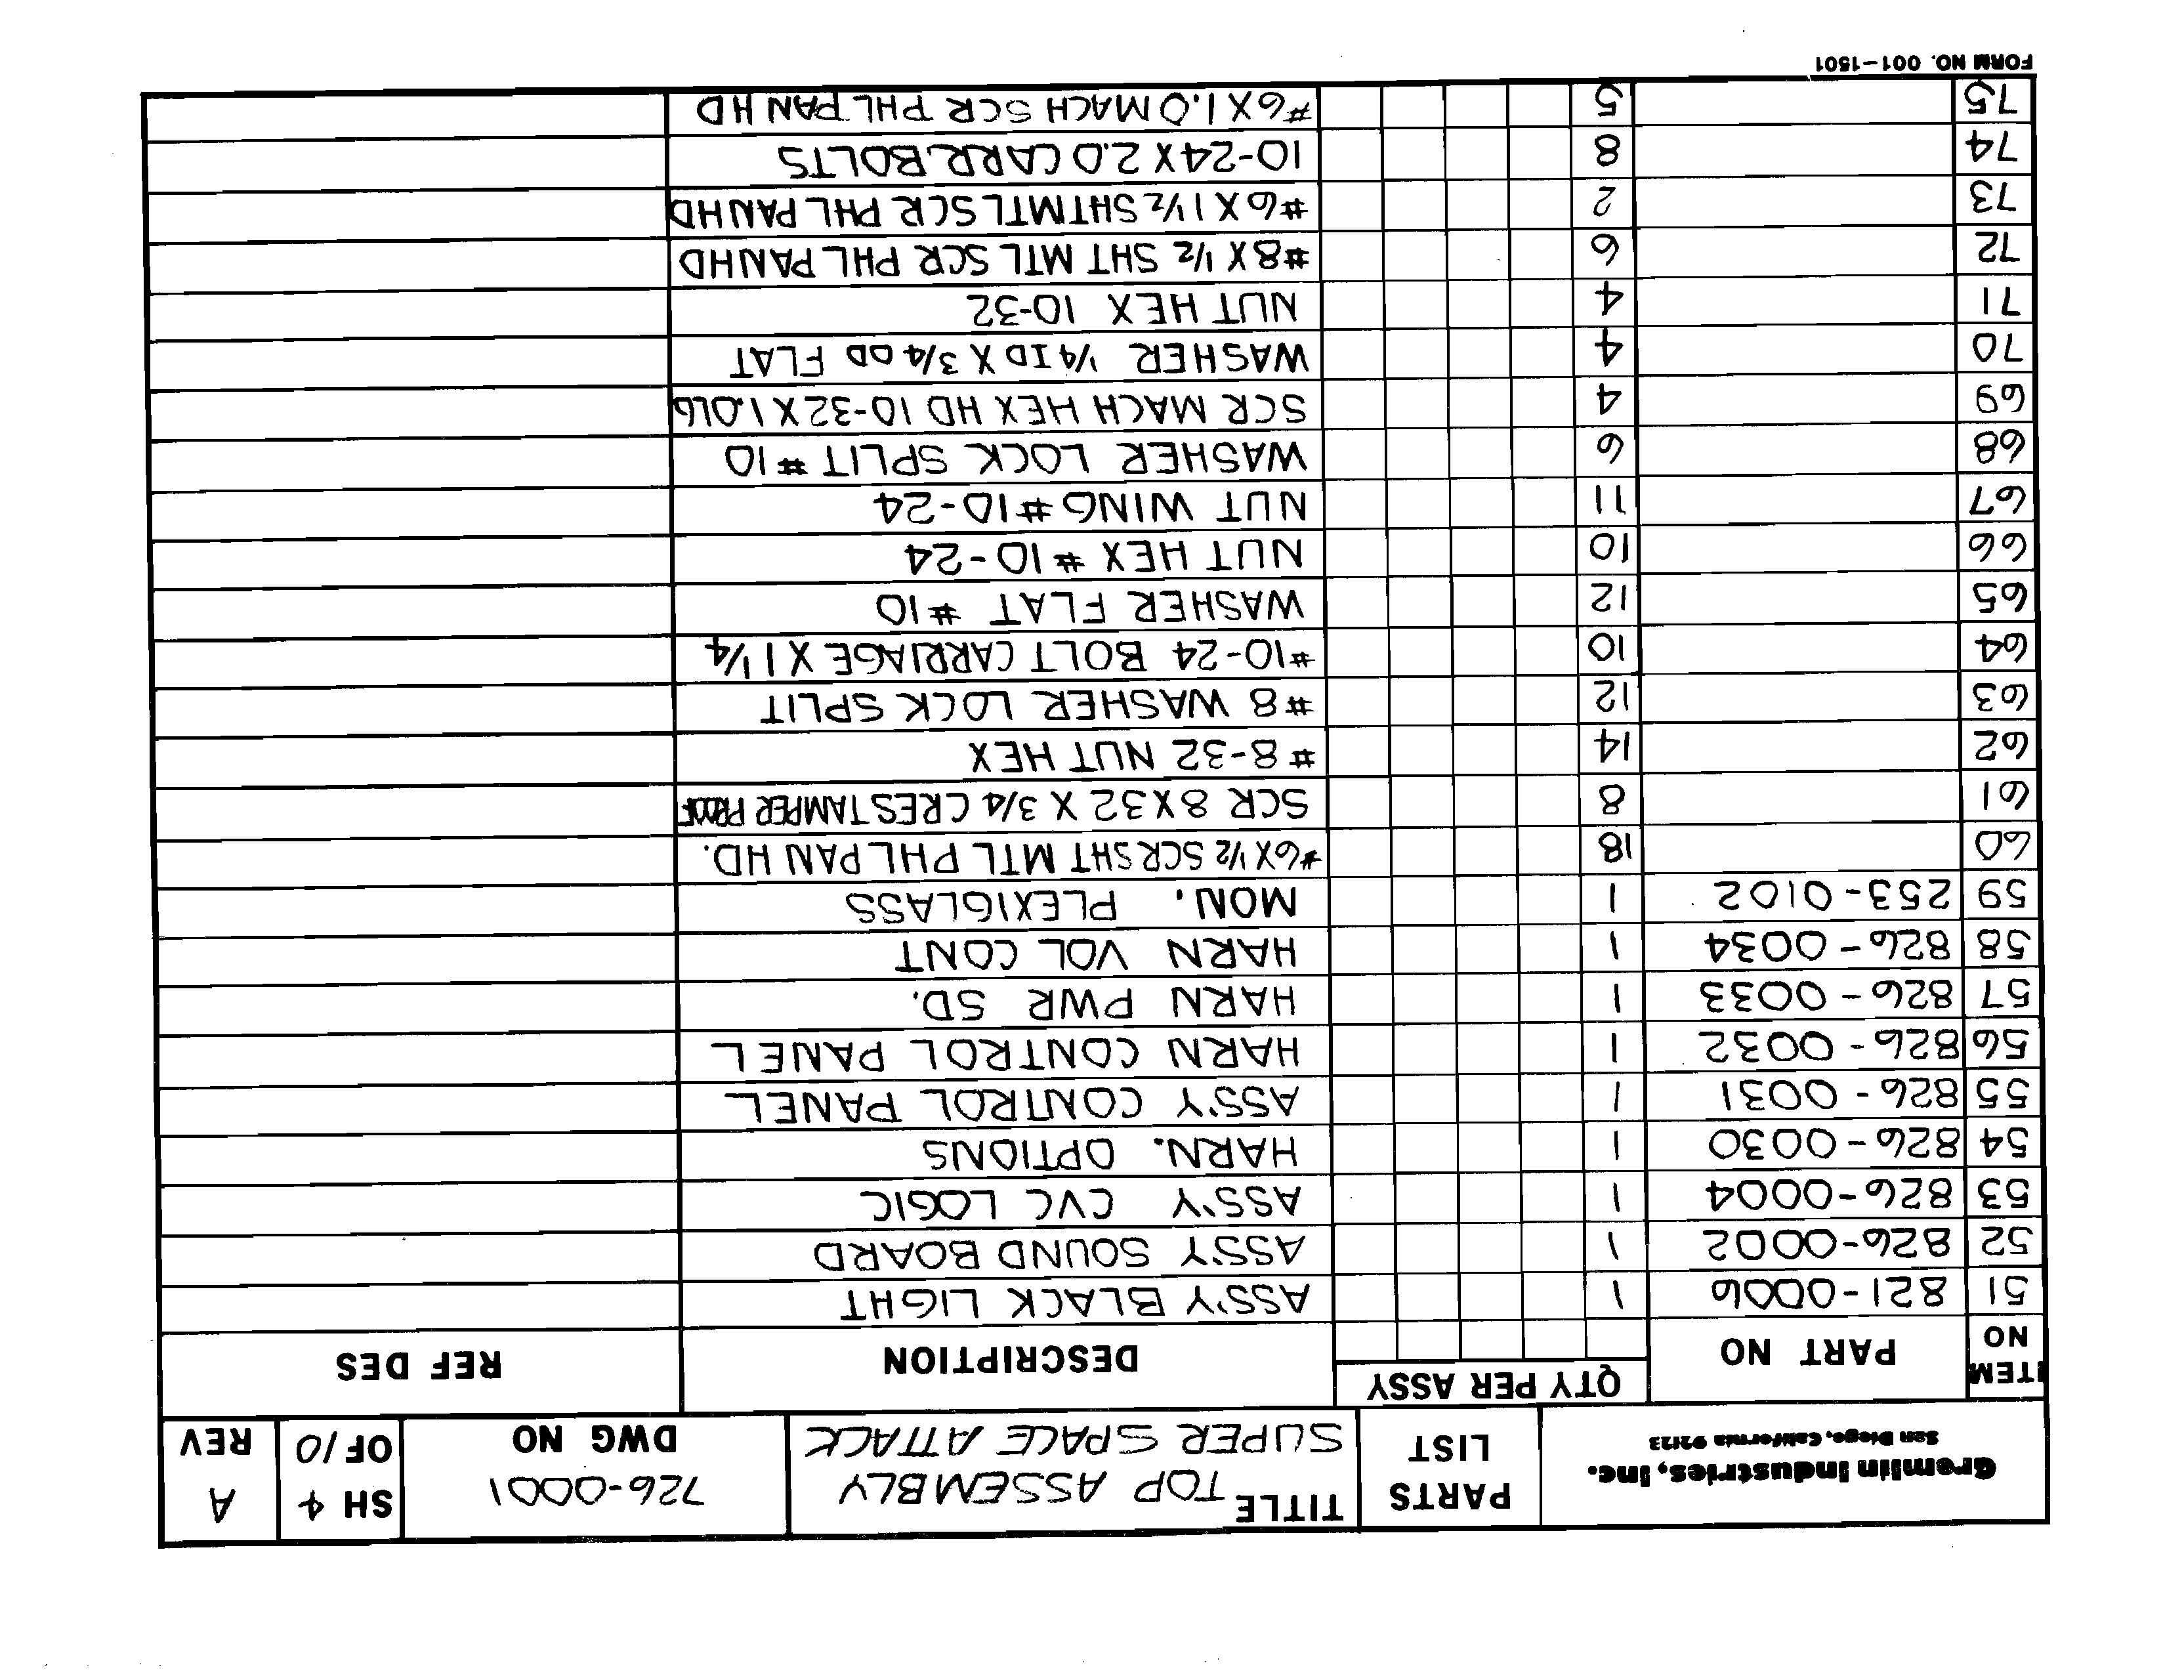 Gremlin Industries, Inc.
San Diego, California 92123
PARTS LIST
TITLE TOP ASSEMBLY
SUPER SPACE ATTACK
726-0001
DWG NO
SH 4
OF 10
A
REV
ITEM NO PART NO QTY PER ASSY DESCRIPTION REF DES
51 821-0006 1 ASS'Y BLACK LIGHT
52 826-0002 1 ASS'Y SOUND BOARD
53 826-0004 1 ASS'Y CVC LOGIC
54 826-0030 1 HARN. OPTIONS
55 826-0031 1 ASS'Y CONTROL PANEL
56 826-0032 1 HARN CONTROL PANEL
57 826-0033 1 HARN PWR SD.
58 826-0034 1 HARN VOL CONT
59 253-0102 1 MON. PLEXIGLASS
60 18 #6X1/2 SCR SHT MTL PHL PAN HD.
61 8 SCR 8X32 X 3/4 CRES TAMPER PROOF
62 14 #8-32 NUT HEX
63 12 #8 WASHER LOCK SPLIT
64 10 #10-24 BOLT CARRIAGE X 1 1/4
65 12 WASHER FLAT #10
66 10 NUT HEX #10-24
67 11 NUT WING #10-24
68 6 WASHER LOCK SPLIT #10
69 4 SCR MACH HEX HD 10-32 X 1.0LG
70 4 WASHER 1/4 ID X 3/4 OD FLAT
71 4 NUT HEX 10-32
72 6 #8 X 1/2 SHT MTL SCR PHL PAN HD
73 2 #6 X 1 1/2 SHT MTL SCR PHL PAN HD
74 8 10-24 X 2.0 CARR. BOLTS
75 5 #6 X 1.0 MACH SCR PHL PAN HD
FORM NO. 001-1501